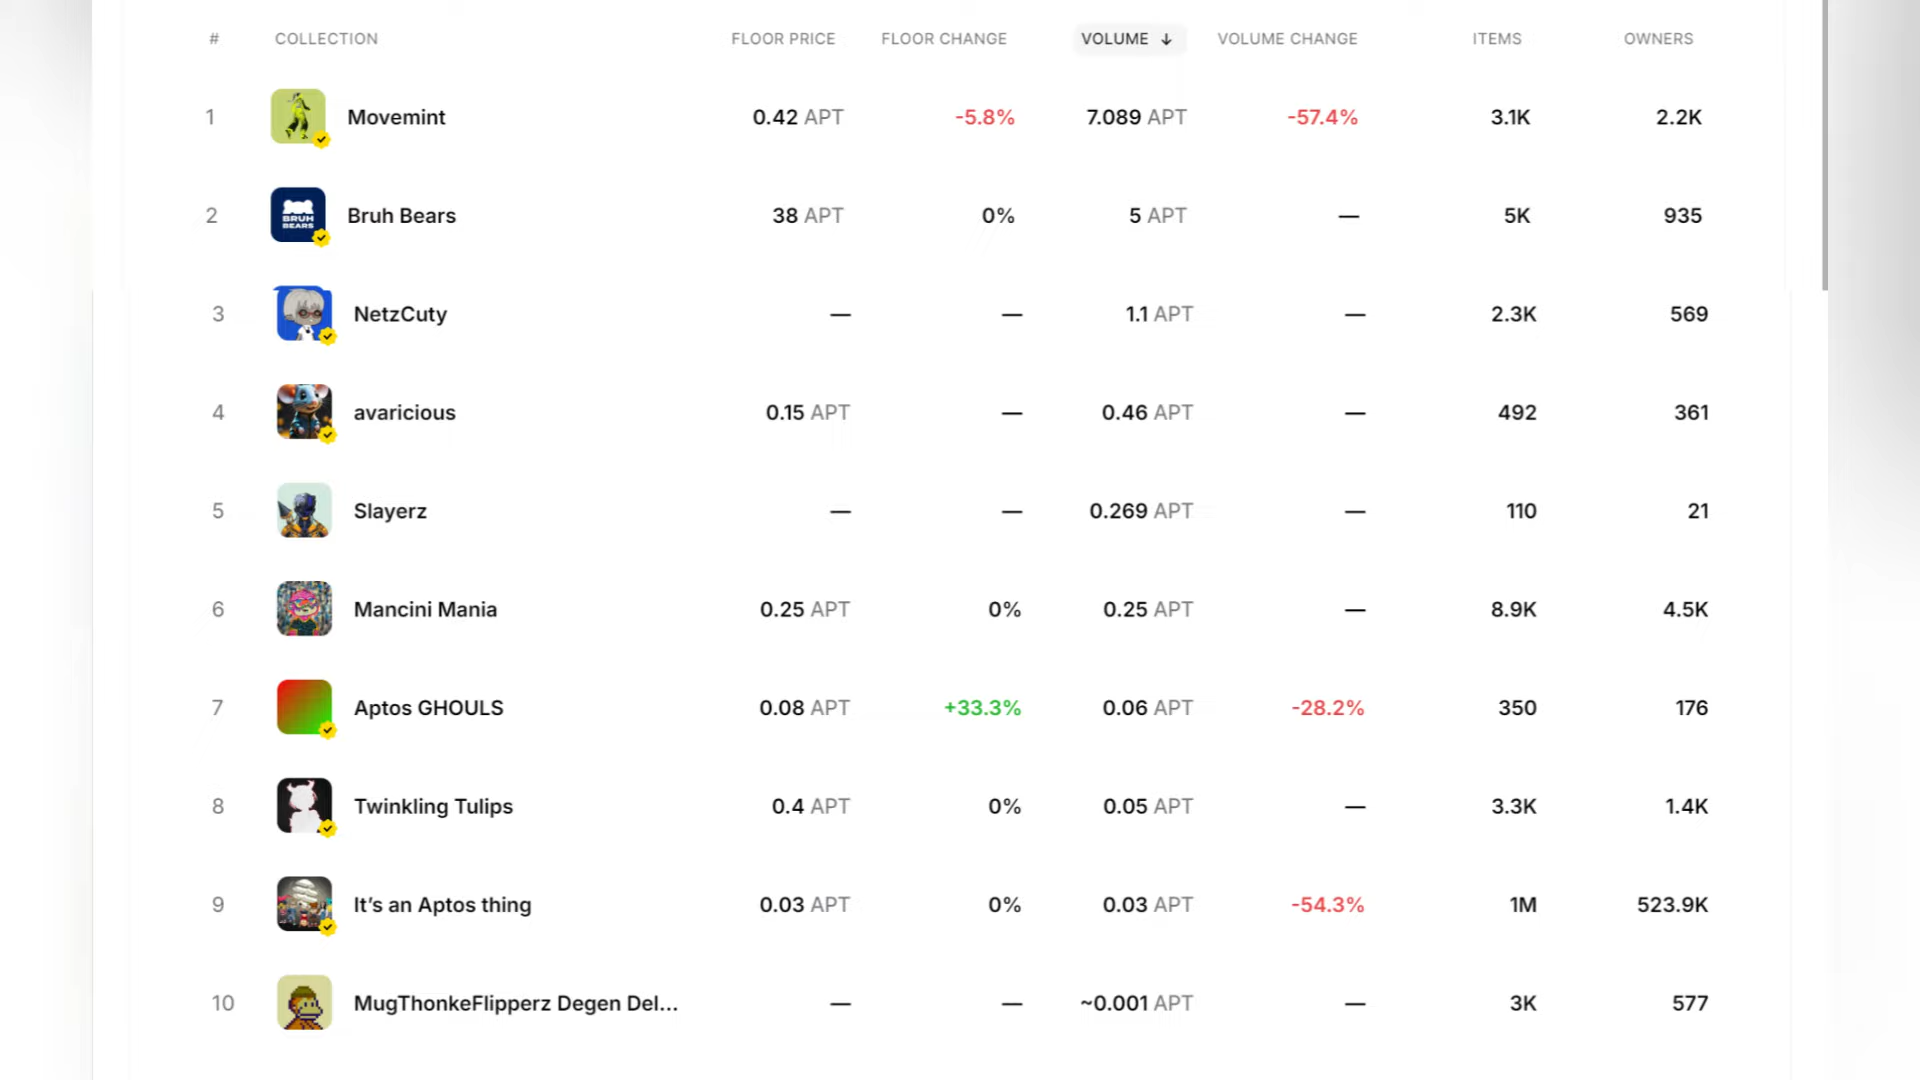 # COLLECTION FLOOR PRICE FLOOR CHANGE VOLUME ↓ VOLUME CHANGE ITEMS OWNERS
1 Movemint 0.42 APT -5.8% 7.089 APT -57.4% 3.1K 2.2K
2 BRUH BEARS Bruh Bears 38 APT 0% 5 APT — 5K 935
3 NetzCuty — — 1.1 APT — 2.3K 569
4 avaricious 0.15 APT — 0.46 APT — 492 361
5 Slayerz — — 0.269 APT — 110 21
6 Mancini Mania 0.25 APT 0% 0.25 APT — 8.9K 4.5K
7 Aptos GHOULS 0.08 APT +33.3% 0.06 APT -28.2% 350 176
8 Twinkling Tulips 0.4 APT 0% 0.05 APT — 3.3K 1.4K
9 It’s an Aptos thing 0.03 APT 0% 0.03 APT -54.3% 1M 523.9K
10 MugThonkeFlipperz Degen Del... — — ~0.001 APT — 3K 577